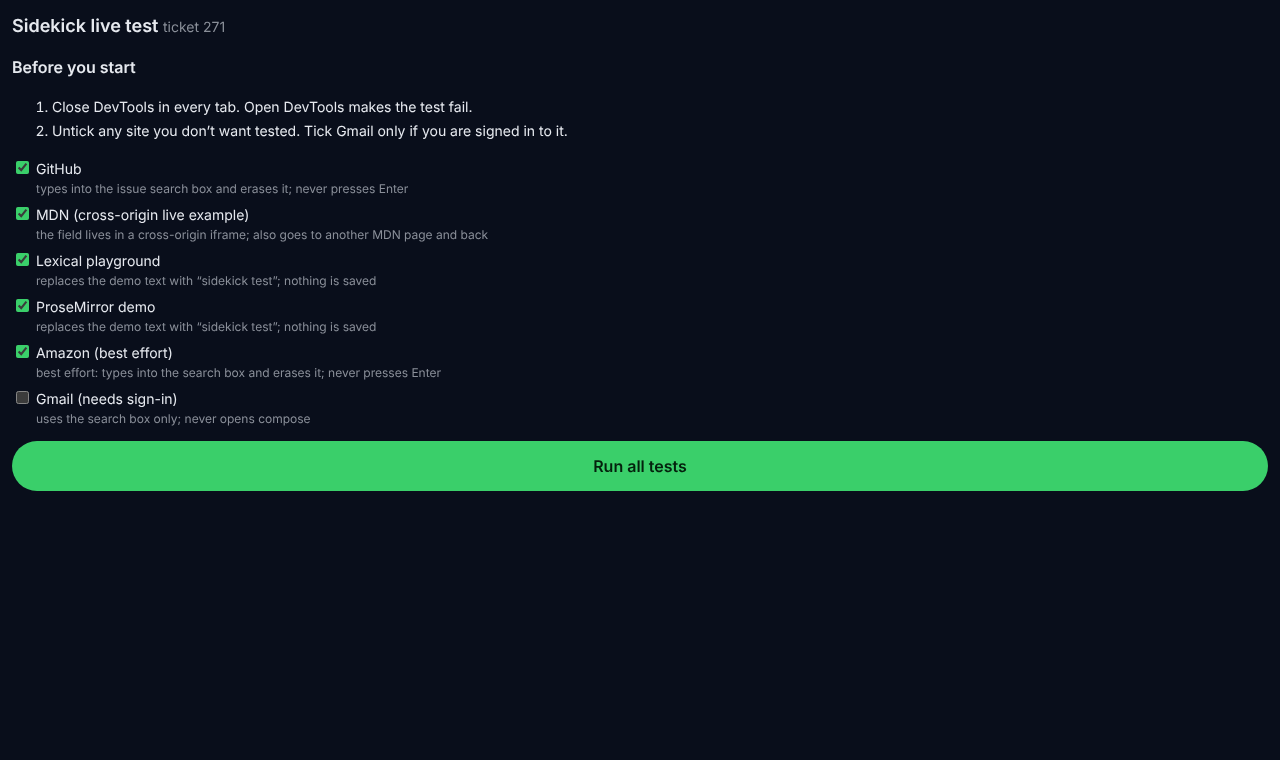 Sidekick live test ticket 271
Before you start
1. Close DevTools in every tab. Open DevTools makes the test fail.
2. Untick any site you don’t want tested. Tick Gmail only if you are signed in to it.
GitHub
types into the issue search box and erases it; never presses Enter
MDN (cross-origin live example)
the field lives in a cross-origin iframe; also goes to another MDN page and back
Lexical playground
replaces the demo text with “sidekick test”; nothing is saved
ProseMirror demo
replaces the demo text with “sidekick test”; nothing is saved
Amazon (best effort)
best effort: types into the search box and erases it; never presses Enter
Gmail (needs sign-in)
uses the search box only; never opens compose
Run all tests